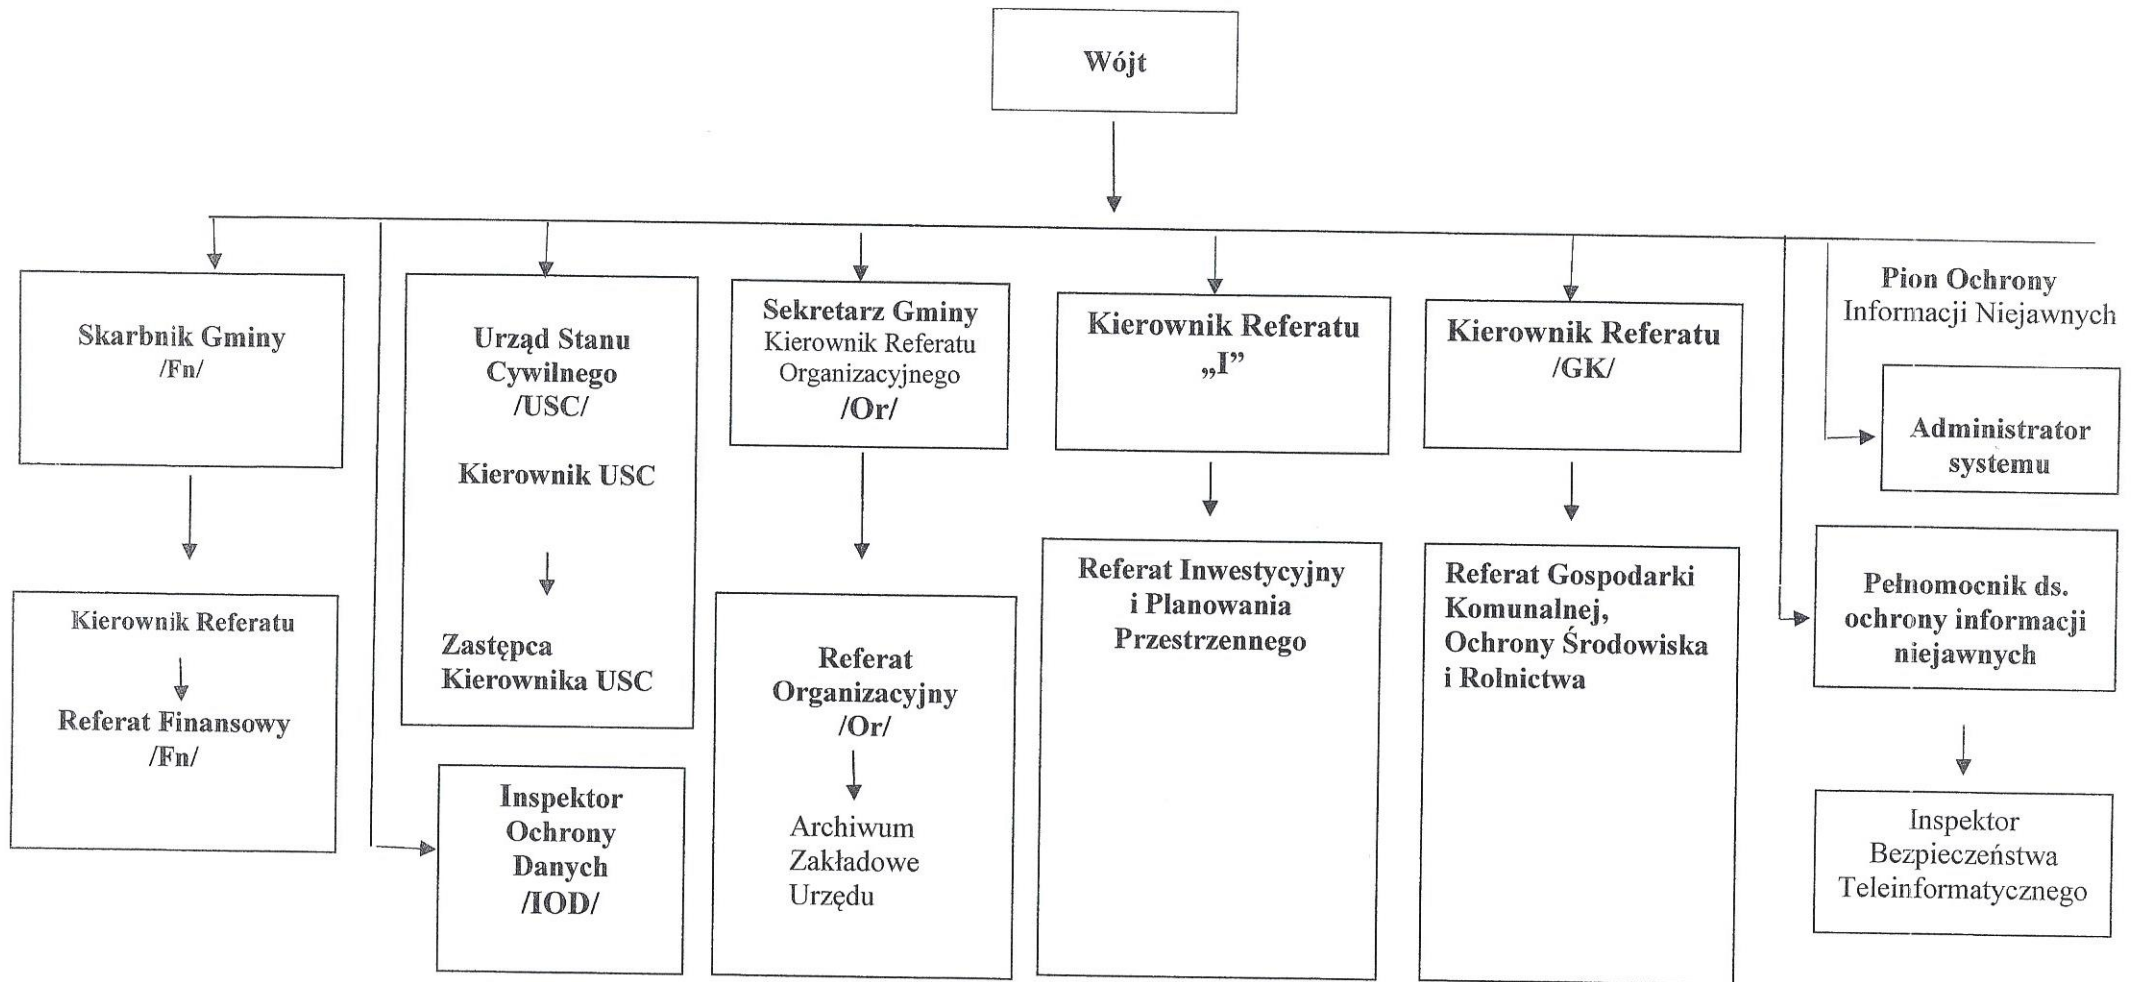 Wójt
Skarbnik Gminy
/Fn/
Kierownik Referatu
Referat Finansowy
/Fn/
Urząd Stanu
Cywilnego
/USC/
Kierownik USC
Zastępca
Kierownika USC
Inspektor
Ochrony
Danych
/IOD/
Sekretarz Gminy
Kierownik Referatu
Organizacyjnego
/Or/
Referat
Organizacyjny
/Or/
Archiwum
Zakładowe
Urzędu
Kierownik Referatu
„I”
Referat Inwestycyjny
i Planowania
Przestrzennego
Kierownik Referatu
/GK/
Referat Gospodarki
Komunalnej,
Ochrony Środowiska
i Rolnictwa
Pion Ochrony
Informacji Niejawnych
Administrator
systemu
Pełnomocnik ds.
ochrony informacji
niejawnych
Inspektor
Bezpieczeństwa
Teleinformatycznego